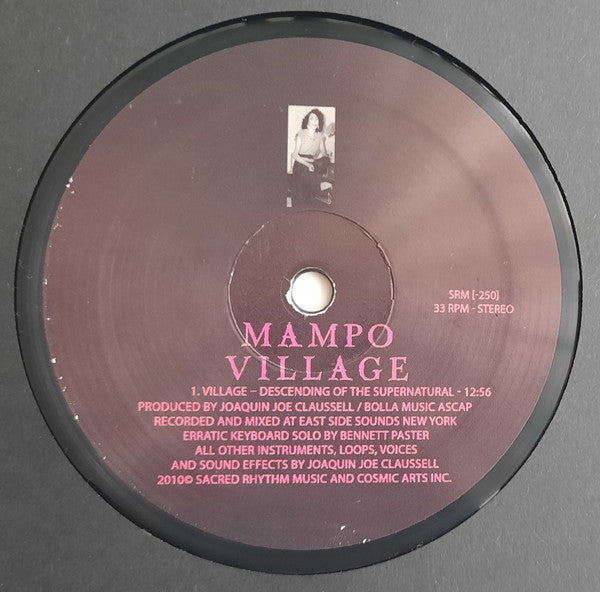 SRM [-250]
33 RPM - STEREO
MAMPO
VILLAGE
1. VILLAGE – DESCENDING OF THE SUPERNATURAL - 12:56
PRODUCED BY JOAQUIN JOE CLAUSSELL / BOLLA MUSIC ASCAP
RECORDED AND MIXED AT EAST SIDE SOUNDS NEW YORK
ERRATIC KEYBOARD SOLO BY BENNETT PASTER
ALL OTHER INSTRUMENTS, LOOPS, VOICES
AND SOUND EFFECTS BY JOAQUIN JOE CLAUSSELL
2010© SACRED RHYTHM MUSIC AND COSMIC ARTS INC.